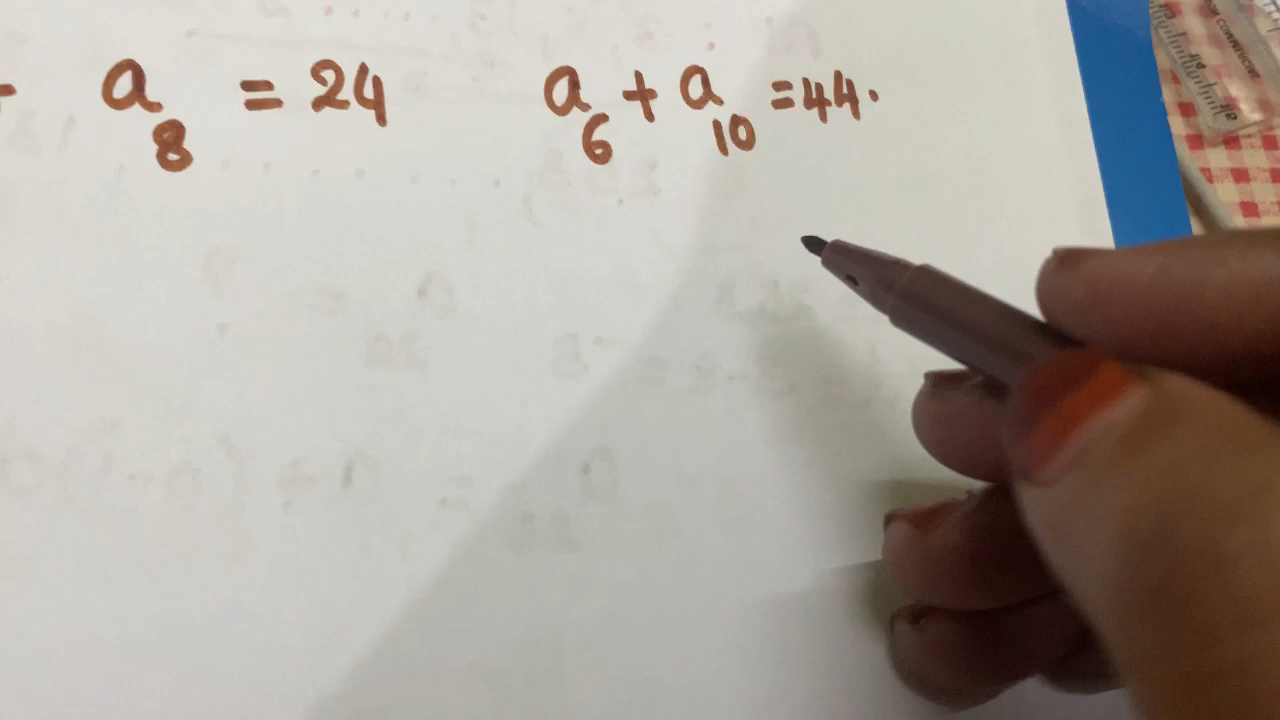 + a₈ = 24 a₆ + a₁₀ = 44.